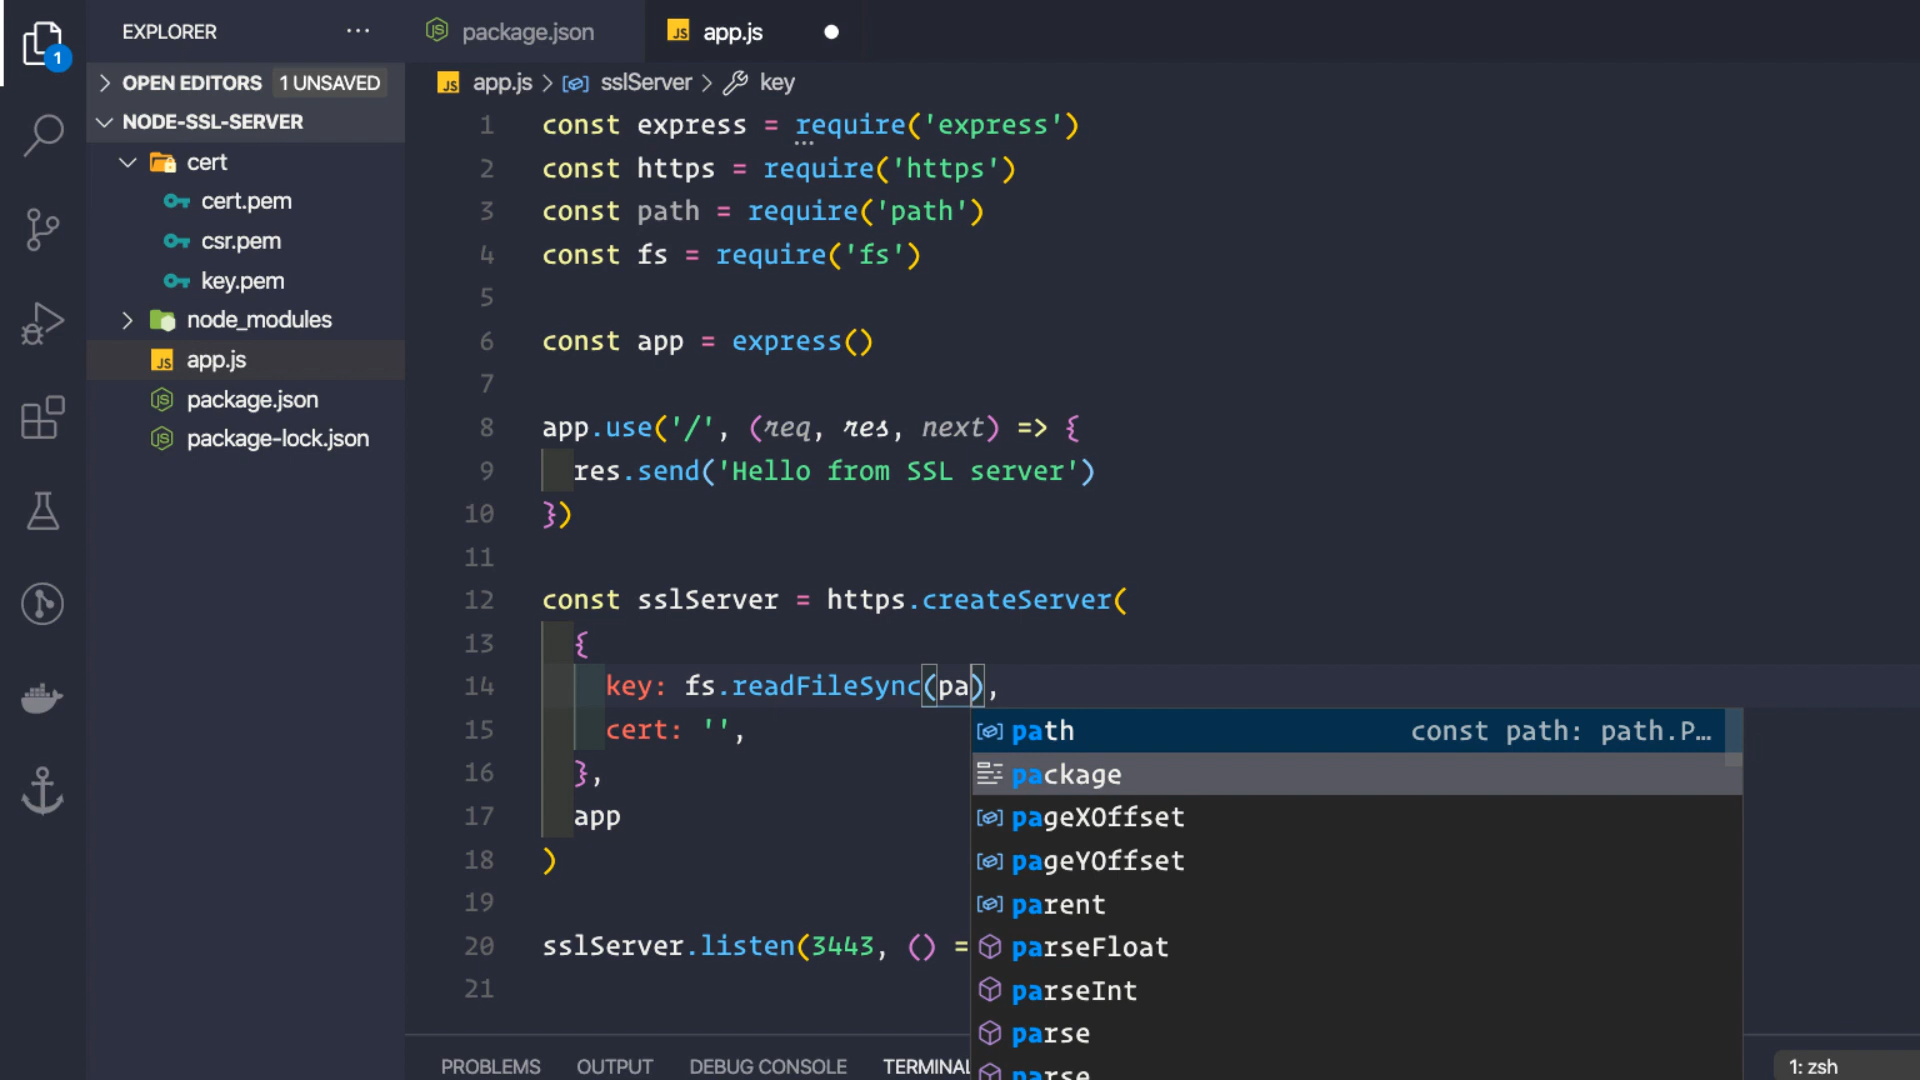 EXPLORER
package.json
app.js
1
OPEN EDITORS 1 UNSAVED
app.js > sslServer > key
NODE-SSL-SERVER
cert
cert.pem
csr.pem
key.pem
node_modules
app.js
package.json
package-lock.json
1 const express = require('express')
2 const https = require('https')
3 const path = require('path')
4 const fs = require('fs')
5
6 const app = express()
7
8 app.use('/', (req, res, next) => {
9 res.send('Hello from SSL server')
10 })
11
12 const sslServer = https.createServer(
13 {
14 key: fs.readFileSync(pa),
15 cert: '',
16 },
17 app
18 )
19
20 sslServer.listen(3443, () =
21
path const path: path.P…
package
pageXOffset
pageYOffset
parent
parseFloat
parseInt
parse
parse
PROBLEMS OUTPUT DEBUG CONSOLE TERMINAL
1: zsh